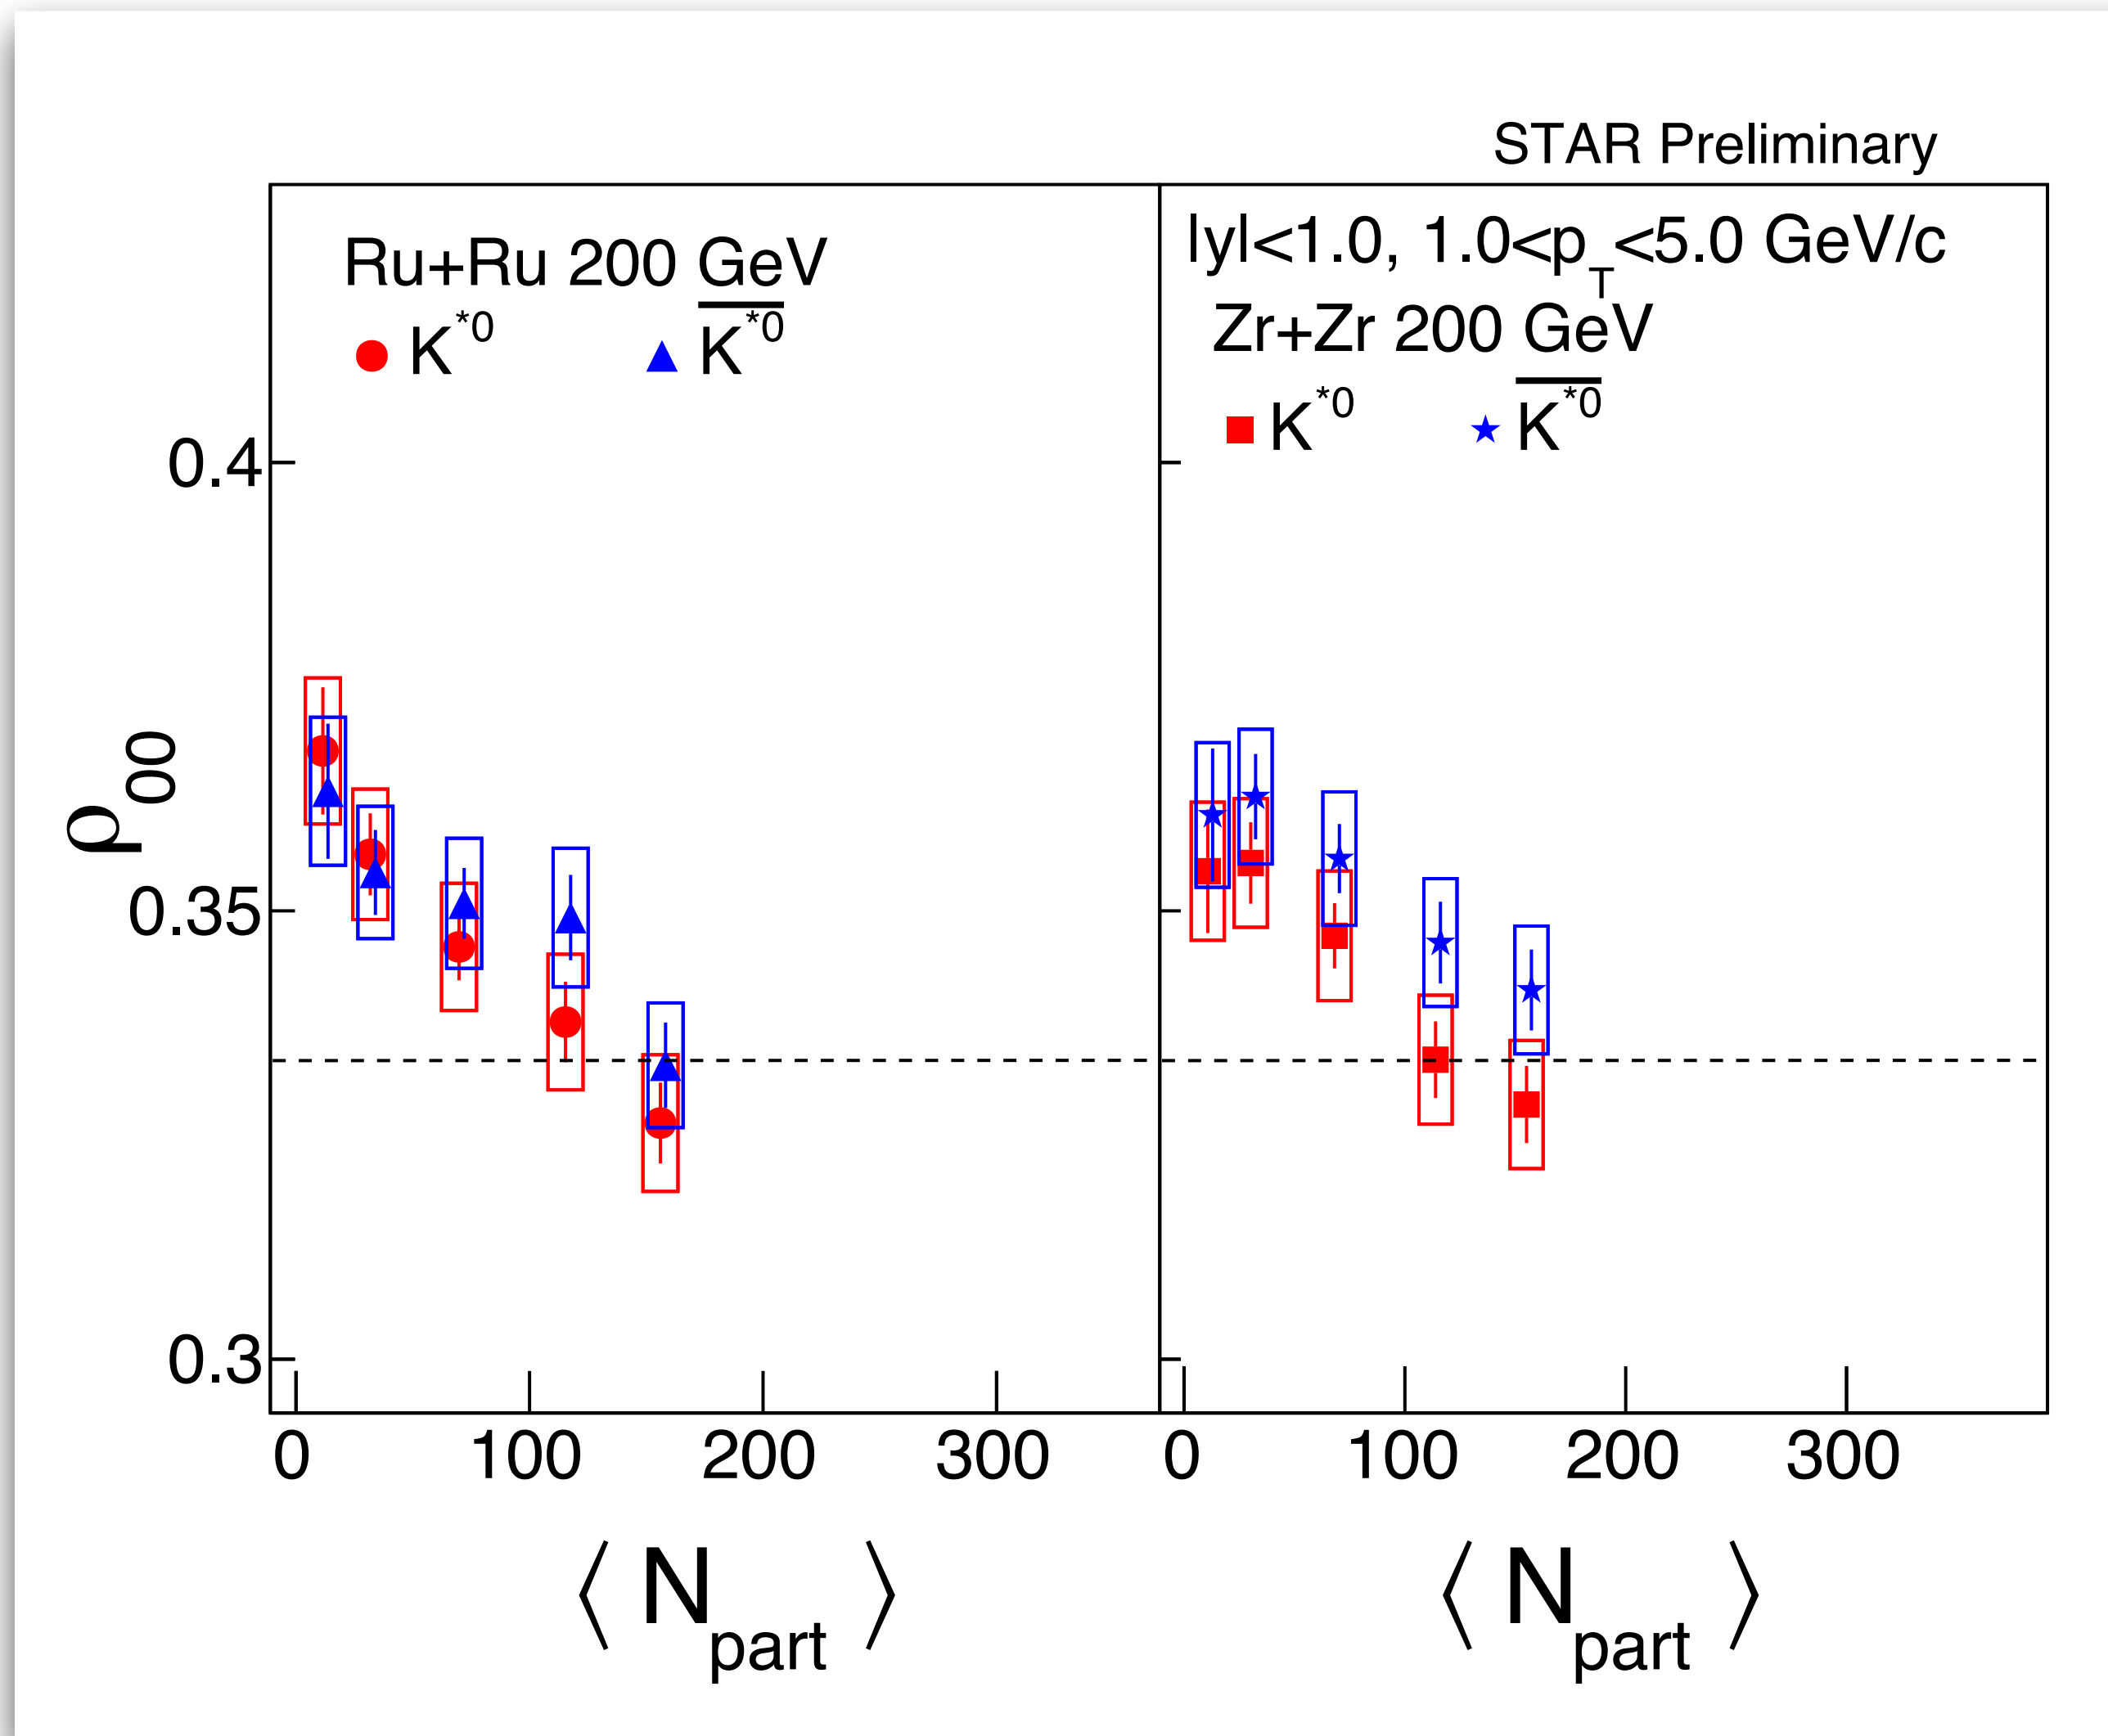 STAR Preliminary
Ru+Ru 200 GeV
K*0 K*0
|y|<1.0, 1.0<pT<5.0 GeV/c
Zr+Zr 200 GeV
K*0 K*0
ρ00
0.4
0.35
0.3
0 100 200 300
0 100 200 300
⟨ Npart ⟩
⟨ Npart ⟩